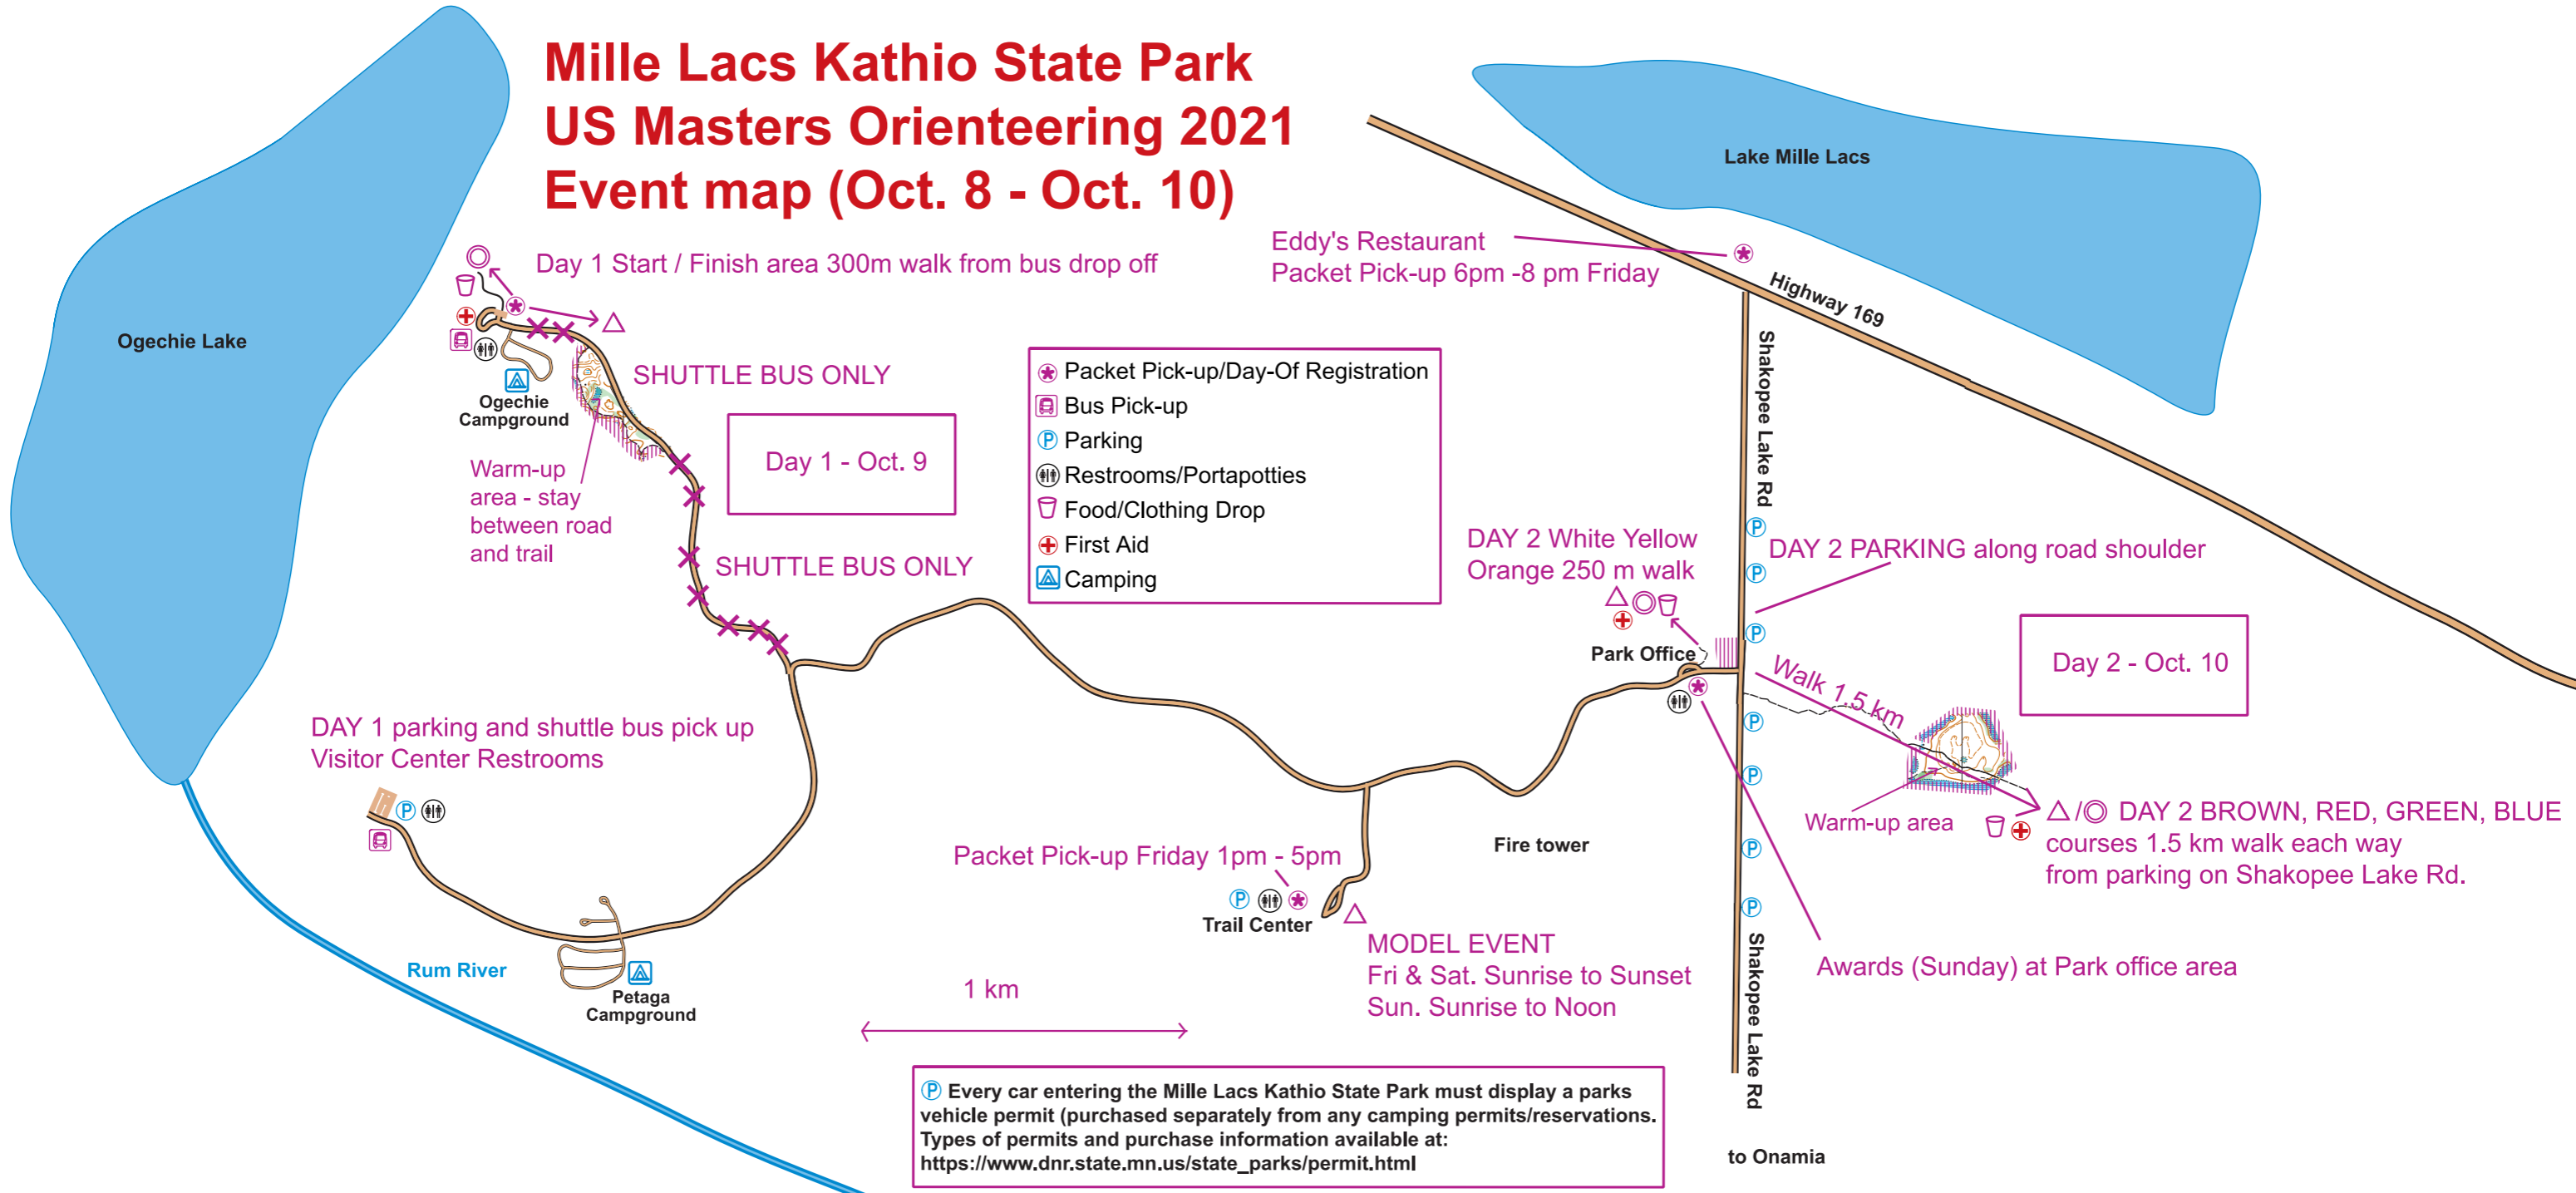 Mille Lacs Kathio State Park
US Masters Orienteering 2021
Event map (Oct. 8 - Oct. 10)
Lake Mille Lacs
Eddy's Restaurant
Packet Pick-up 6pm -8 pm Friday
Highway 169
Day 1 Start / Finish area 300m walk from bus drop off
Ogechie Lake
SHUTTLE BUS ONLY
Ogechie
Campground
Warm-up
area - stay
between road
and trail
Day 1 - Oct. 9
SHUTTLE BUS ONLY
Packet Pick-up/Day-Of Registration
Bus Pick-up
P Parking
Restrooms/Portapotties
Food/Clothing Drop
First Aid
Camping
Shakopee Lake Rd
P
P
P
DAY 2 PARKING along road shoulder
DAY 2 White Yellow
Orange 250 m walk
Park Office
Day 2 - Oct. 10
Walk 1.5 km
P
P
P
P
Warm-up area
DAY 2 BROWN, RED, GREEN, BLUE
courses 1.5 km walk each way
from parking on Shakopee Lake Rd.
DAY 1 parking and shuttle bus pick up
Visitor Center Restrooms
P
Fire tower
Packet Pick-up Friday 1pm - 5pm
P
Trail Center
MODEL EVENT
Fri & Sat. Sunrise to Sunset
Sun. Sunrise to Noon
Awards (Sunday) at Park office area
Shakopee Lake Rd
Rum River
Petaga
Campground
1 km
P Every car entering the Mille Lacs Kathio State Park must display a parks
vehicle permit (purchased separately from any camping permits/reservations.
Types of permits and purchase information available at:
https://www.dnr.state.mn.us/state_parks/permit.html
to Onamia